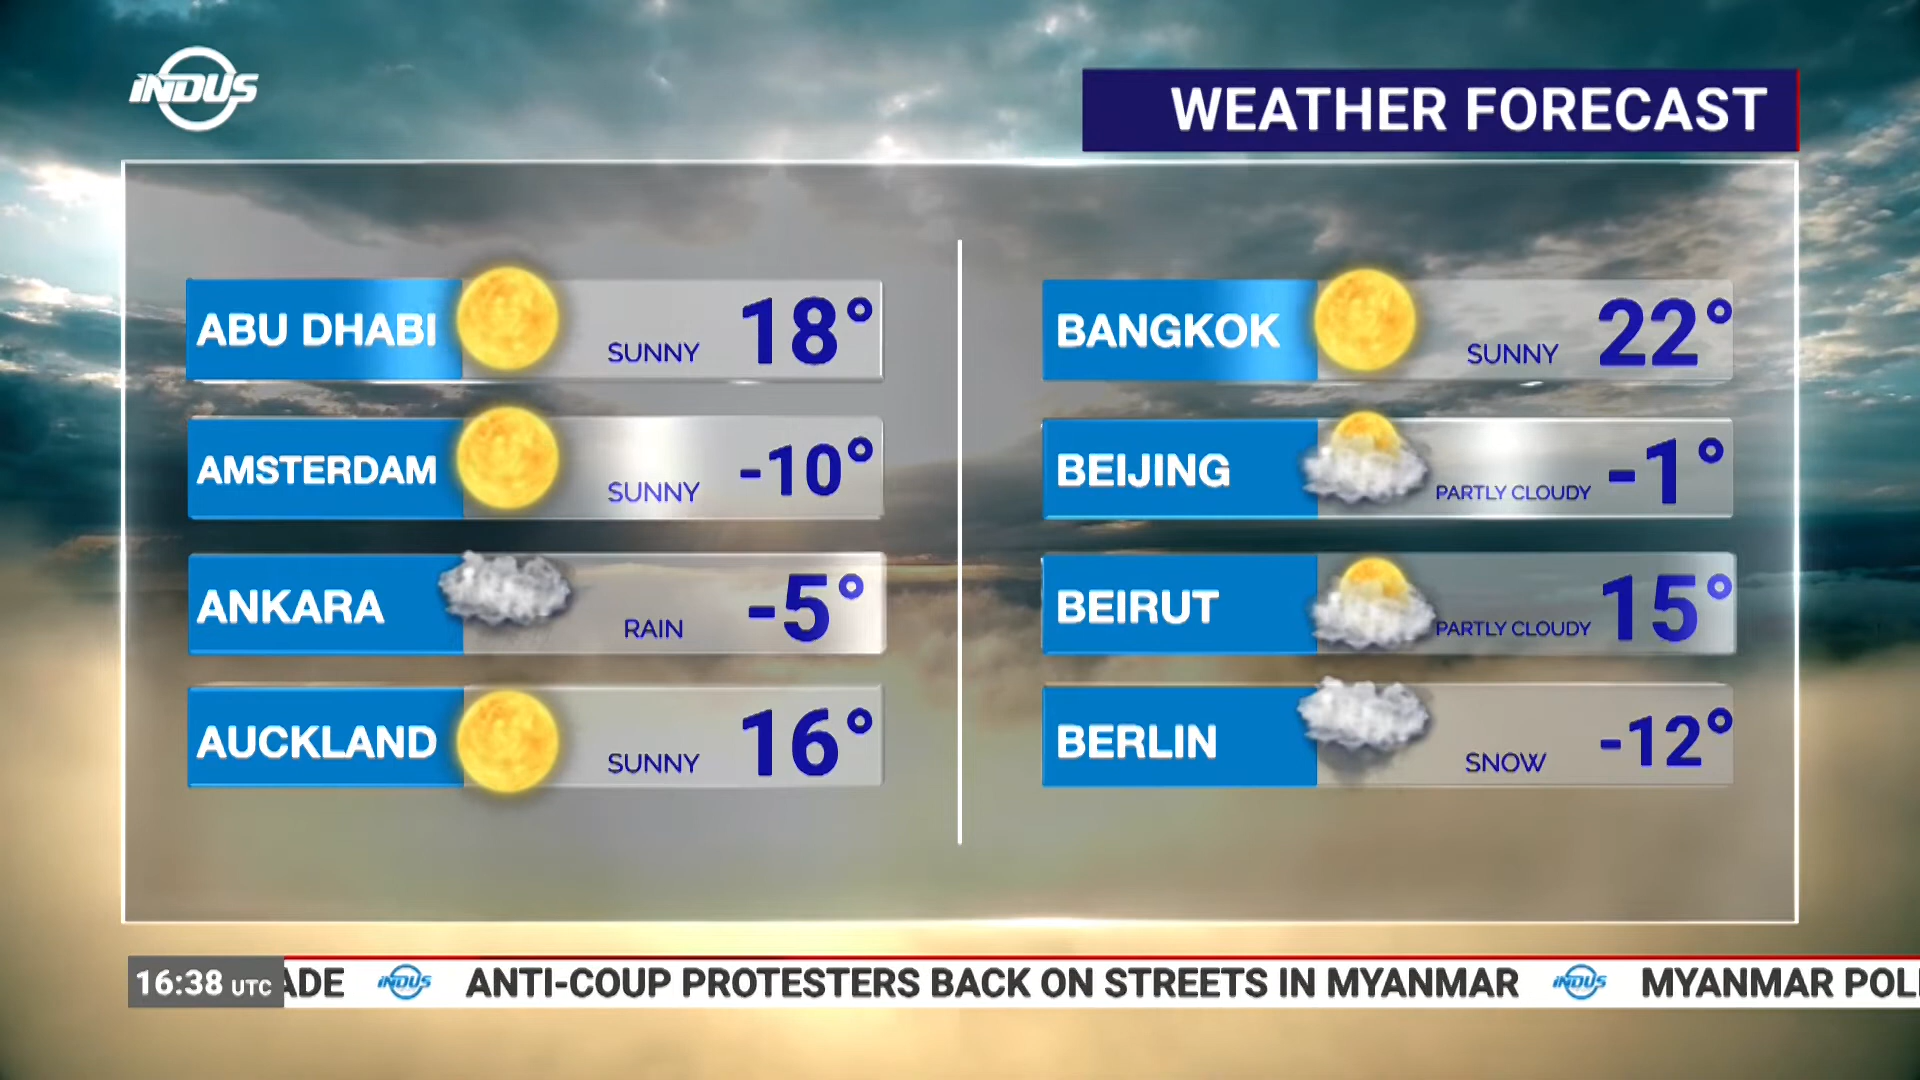 INDUS
WEATHER FORECAST
ABU DHABI SUNNY 18°
AMSTERDAM SUNNY -10°
ANKARA RAIN -5°
AUCKLAND SUNNY 16°
BANGKOK SUNNY 22°
BEIJING PARTLY CLOUDY -1°
BEIRUT PARTLY CLOUDY 15°
BERLIN SNOW -12°
16:38 UTC ADE INDUS ANTI-COUP PROTESTERS BACK ON STREETS IN MYANMAR INDUS MYANMAR POLI